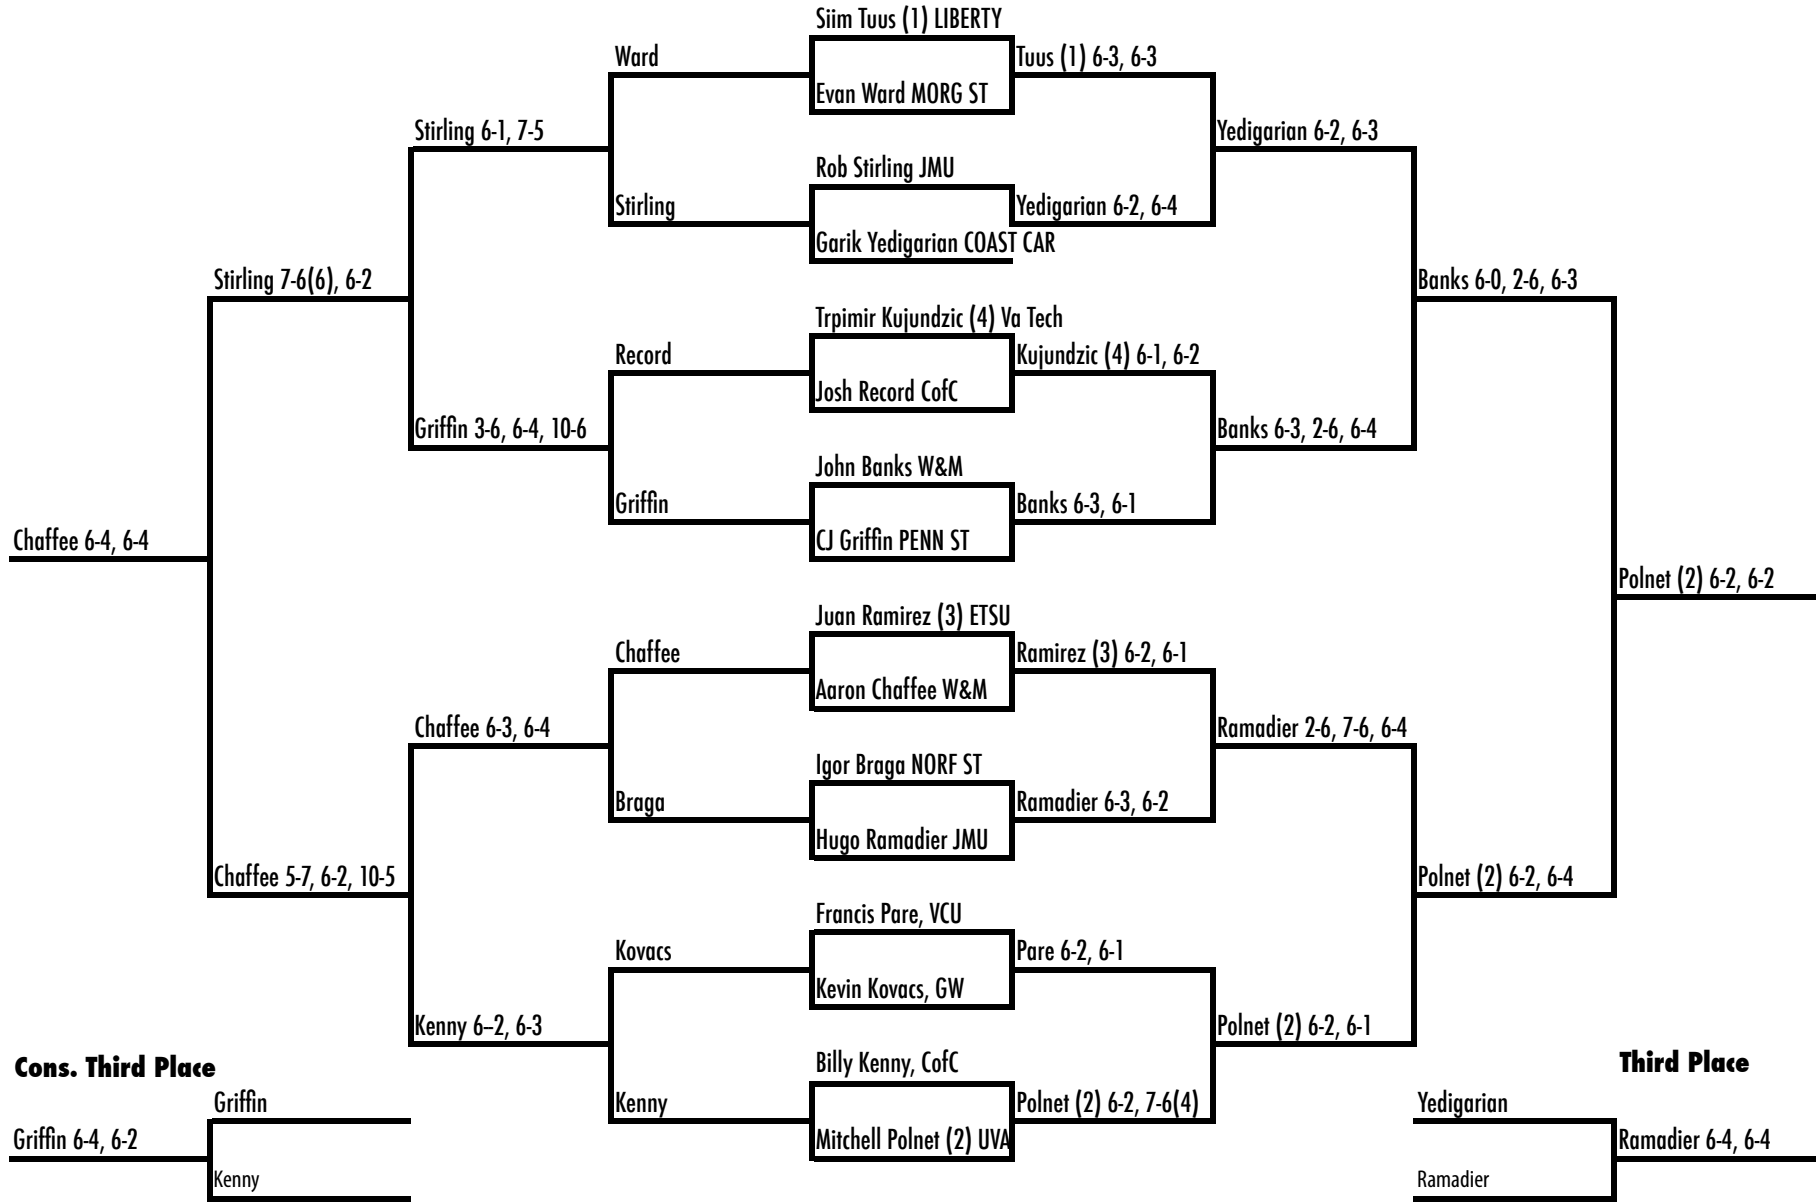 Siim Tuus (1) LIBERTY
Ward
Tuus (1) 6-3, 6-3
Evan Ward MORG ST
Stirling 6-1, 7-5
Yedigarian 6-2, 6-3
Rob Stirling JMU
Stirling
Yedigarian 6-2, 6-4
Garik Yedigarian COAST CAR
Stirling 7-6(6), 6-2
Banks 6-0, 2-6, 6-3
Trpimir Kujundzic (4) Va Tech
Record
Kujundzic (4) 6-1, 6-2
Josh Record CofC
Griffin 3-6, 6-4, 10-6
Banks 6-3, 2-6, 6-4
John Banks W&M
Griffin
Banks 6-3, 6-1
CJ Griffin PENN ST
Chaffee 6-4, 6-4
Polnet (2) 6-2, 6-2
Juan Ramirez (3) ETSU
Chaffee
Ramirez (3) 6-2, 6-1
Aaron Chaffee W&M
Chaffee 6-3, 6-4
Ramadier 2-6, 7-6, 6-4
Igor Braga NORF ST
Braga
Ramadier 6-3, 6-2
Hugo Ramadier JMU
Chaffee 5-7, 6-2, 10-5
Polnet (2) 6-2, 6-4
Francis Pare, VCU
Kovacs
Pare 6-2, 6-1
Kevin Kovacs, GW
Kenny 6–2, 6-3
Polnet (2) 6-2, 6-1
Billy Kenny, CofC
Cons. Third Place
Third Place
Griffin
Kenny
Polnet (2) 6-2, 7-6(4)
Yedigarian
Griffin 6-4, 6-2
Mitchell Polnet (2) UVA
Ramadier 6-4, 6-4
Kenny
Ramadier